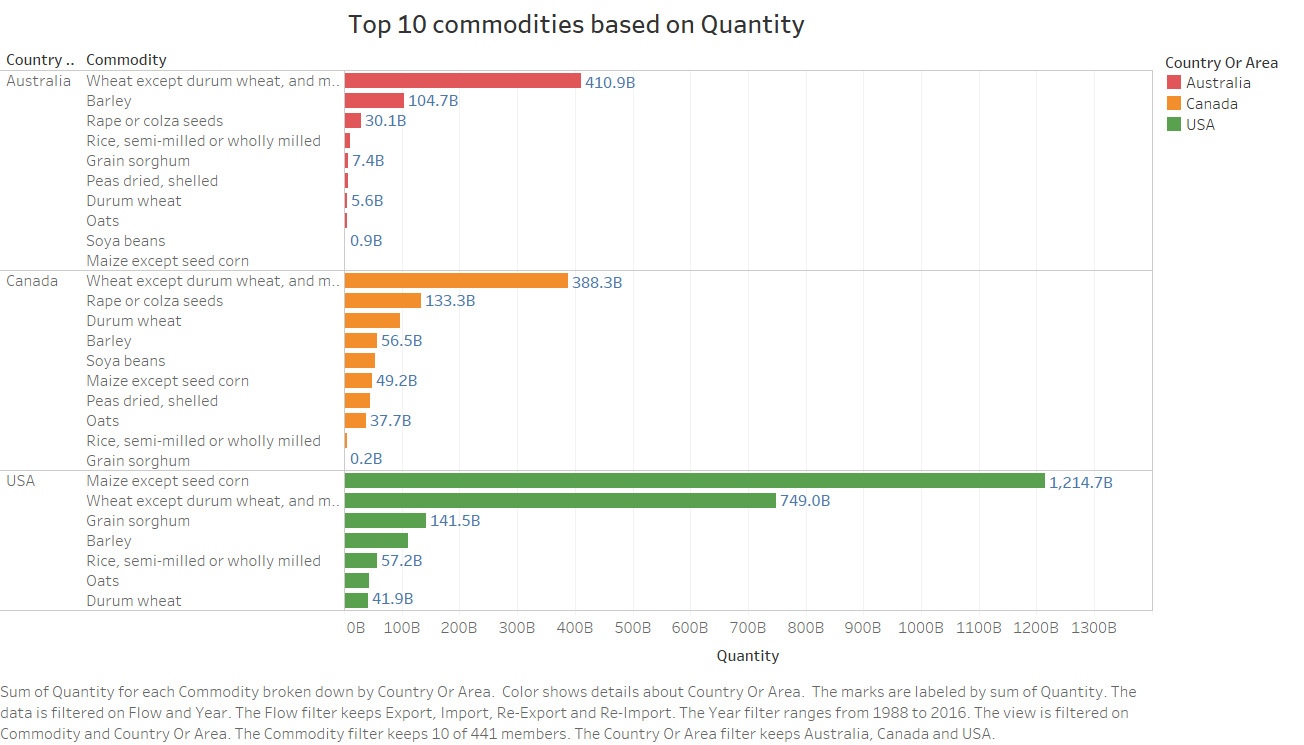 Top 10 commodities based on Quantity
Country .. Commodity
Australia Wheat except durum wheat, and m.. 410.9B
Barley 104.7B
Rape or colza seeds 30.1B
Rice, semi-milled or wholly milled
Grain sorghum 7.4B
Peas dried, shelled
Durum wheat 5.6B
Oats
Soya beans 0.9B
Maize except seed corn
Canada Wheat except durum wheat, and m.. 388.3B
Rape or colza seeds 133.3B
Durum wheat
Barley 56.5B
Soya beans
Maize except seed corn 49.2B
Peas dried, shelled
Oats 37.7B
Rice, semi-milled or wholly milled
Grain sorghum 0.2B
USA Maize except seed corn 1,214.7B
Wheat except durum wheat, and m.. 749.0B
Grain sorghum 141.5B
Barley
Rice, semi-milled or wholly milled 57.2B
Oats
Durum wheat 41.9B
0B 100B 200B 300B 400B 500B 600B 700B 800B 900B 1000B 1100B 1200B 1300B
Quantity
Country Or Area
Australia
Canada
USA
Sum of Quantity for each Commodity broken down by Country Or Area.  Color shows details about Country Or Area.  The marks are labeled by sum of Quantity. The
data is filtered on Flow and Year. The Flow filter keeps Export, Import, Re-Export and Re-Import. The Year filter ranges from 1988 to 2016. The view is filtered on
Commodity and Country Or Area. The Commodity filter keeps 10 of 441 members. The Country Or Area filter keeps Australia, Canada and USA.